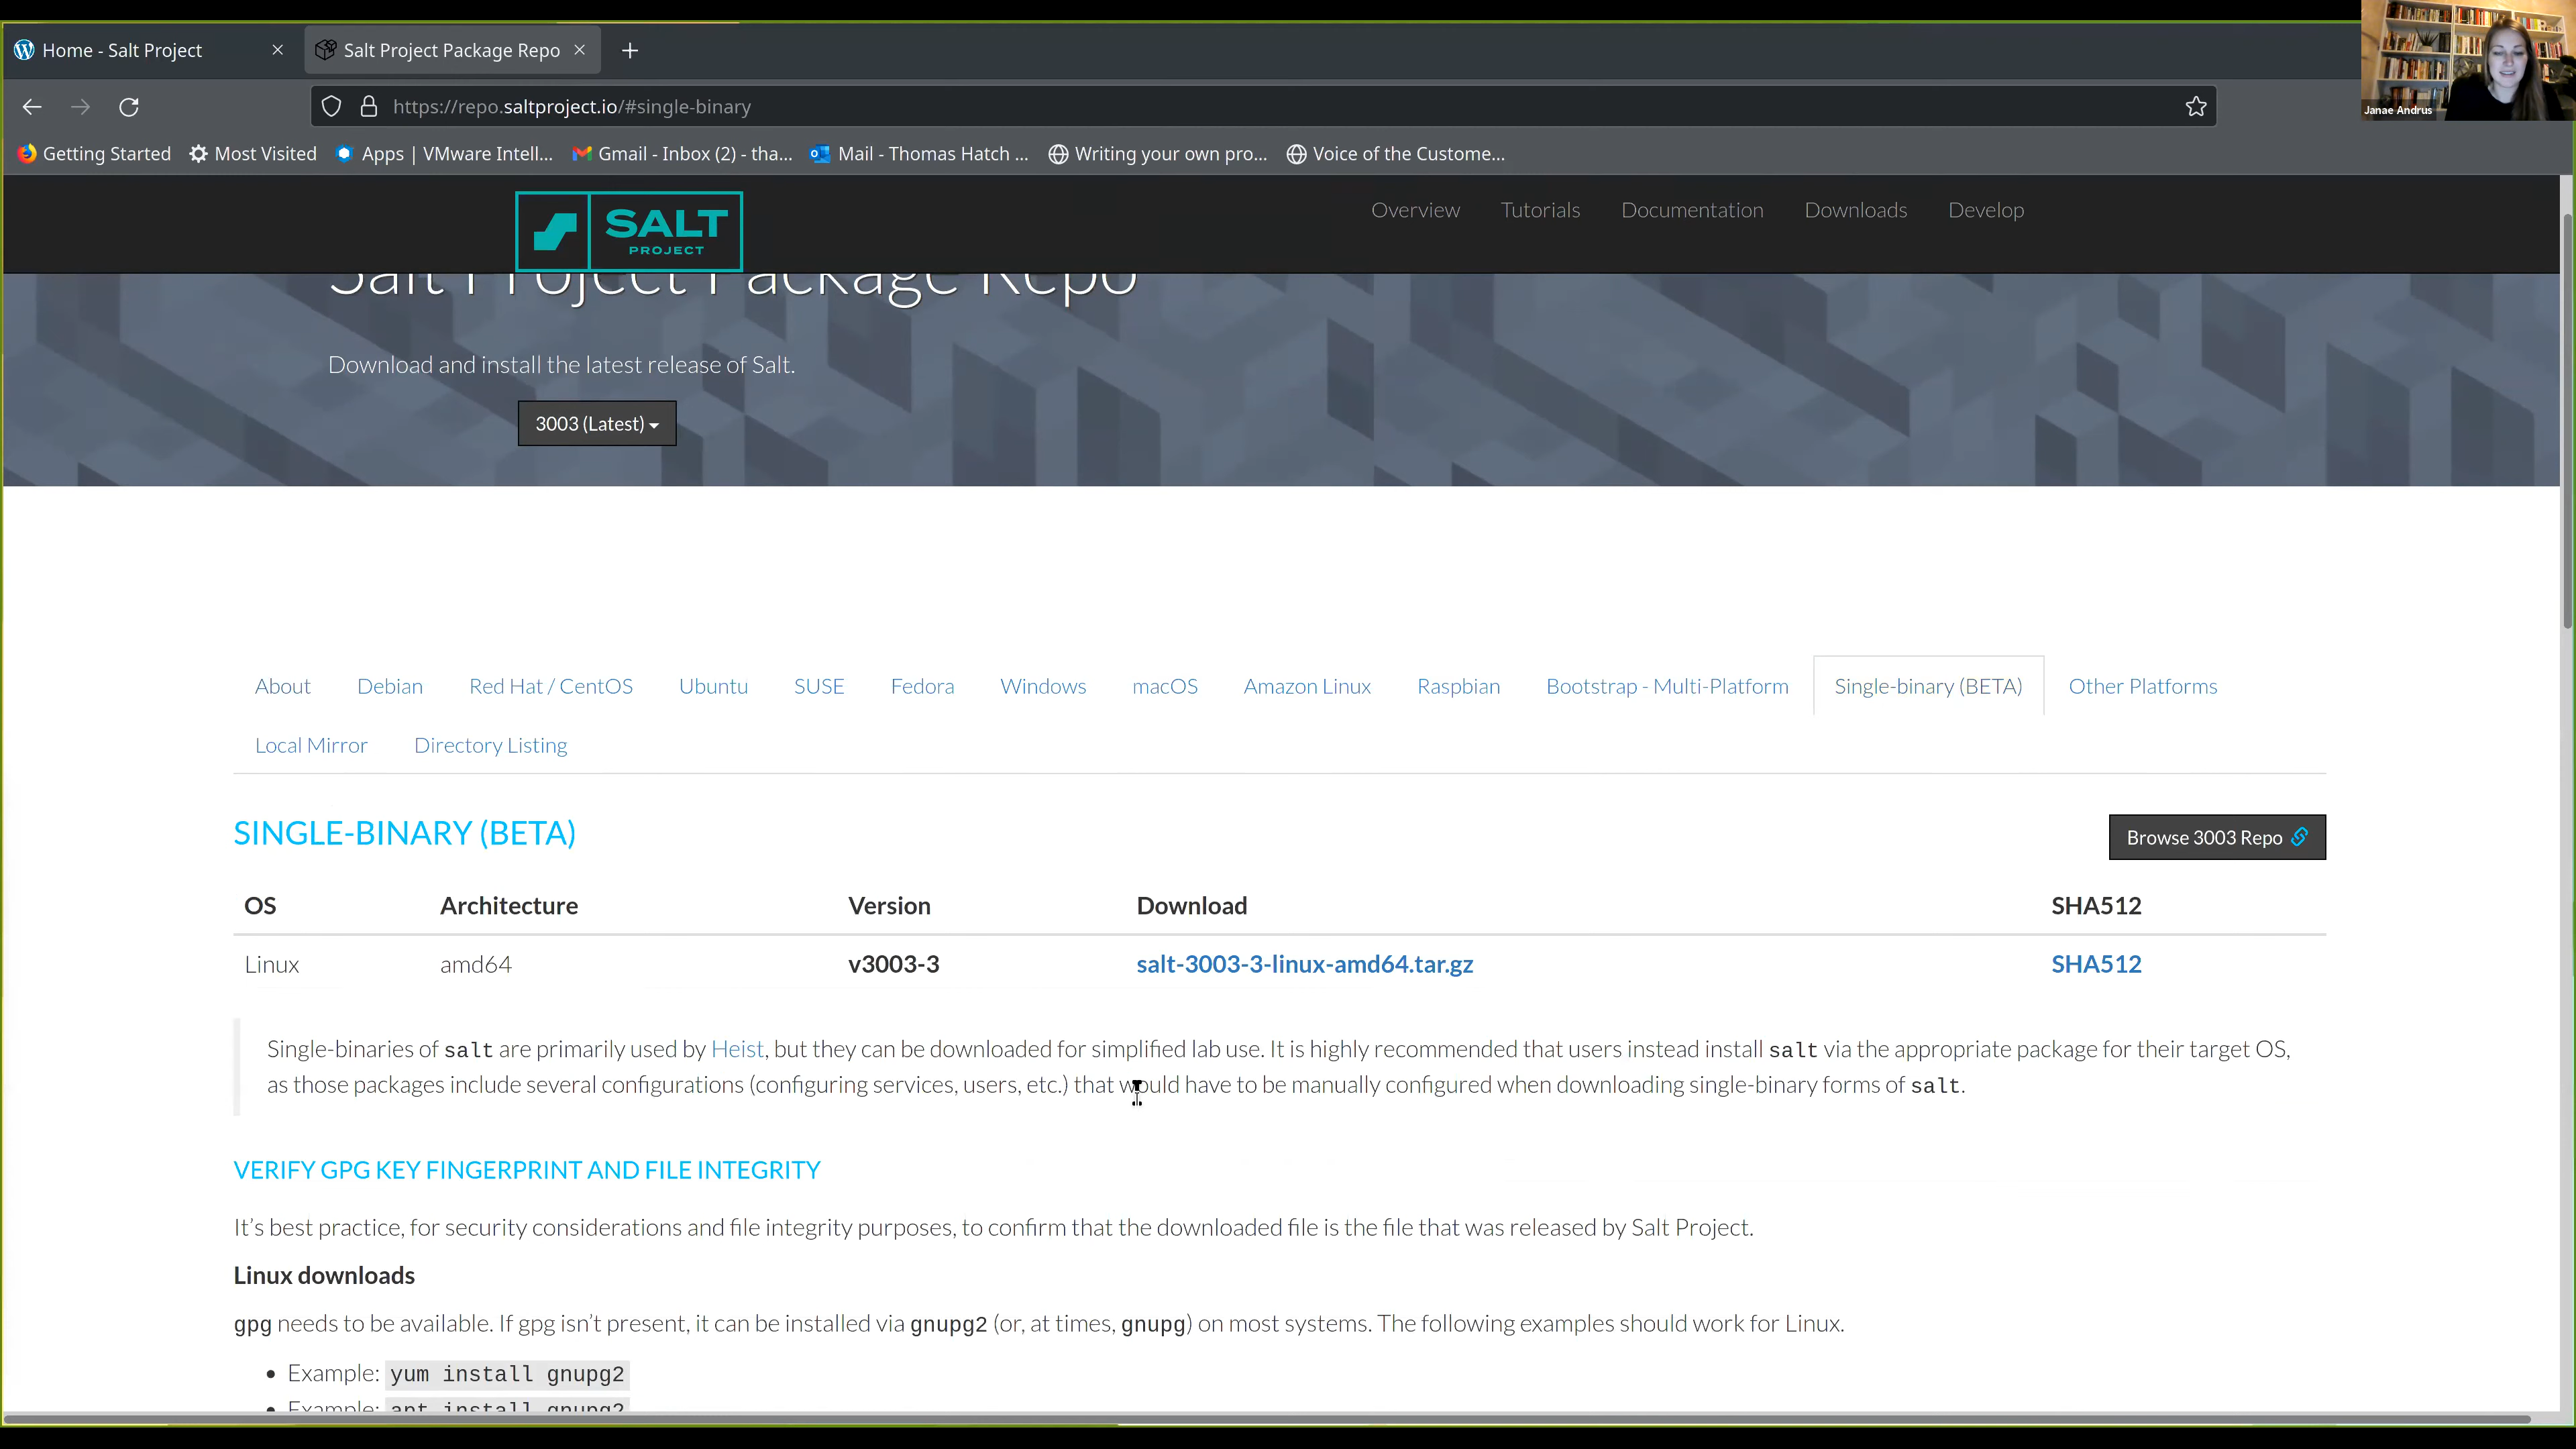 Home - Salt Project
Salt Project Package Repo
Janae Andrus
https://repo.saltproject.io/#single-binary
Getting Started
Most Visited
Apps | VMware Intell...
Gmail - Inbox (2) - tha...
Mail - Thomas Hatch ...
Writing your own pro...
Voice of the Custome...
SALT
PROJECT
Overview
Tutorials
Documentation
Downloads
Develop
Salt Project Package Repo
Download and install the latest release of Salt.
3003 (Latest)
About
Debian
Red Hat / CentOS
Ubuntu
SUSE
Fedora
Windows
macOS
Amazon Linux
Raspbian
Bootstrap - Multi-Platform
Single-binary (BETA)
Other Platforms
Local Mirror
Directory Listing
SINGLE-BINARY (BETA)
Browse 3003 Repo
OS Architecture Version Download SHA512
Linux amd64 v3003-3 salt-3003-3-linux-amd64.tar.gz SHA512
Single-binaries of salt are primarily used by Heist, but they can be downloaded for simplified lab use. It is highly recommended that users instead install salt via the appropriate package for their target OS,
as those packages include several configurations (configuring services, users, etc.) that would have to be manually configured when downloading single-binary forms of salt.
VERIFY GPG KEY FINGERPRINT AND FILE INTEGRITY
It's best practice, for security considerations and file integrity purposes, to confirm that the downloaded file is the file that was released by Salt Project.
Linux downloads
gpg needs to be available. If gpg isn't present, it can be installed via gnupg2 (or, at times, gnupg) on most systems. The following examples should work for Linux.
• Example: yum install gnupg2
• Example: apt install gnupg2